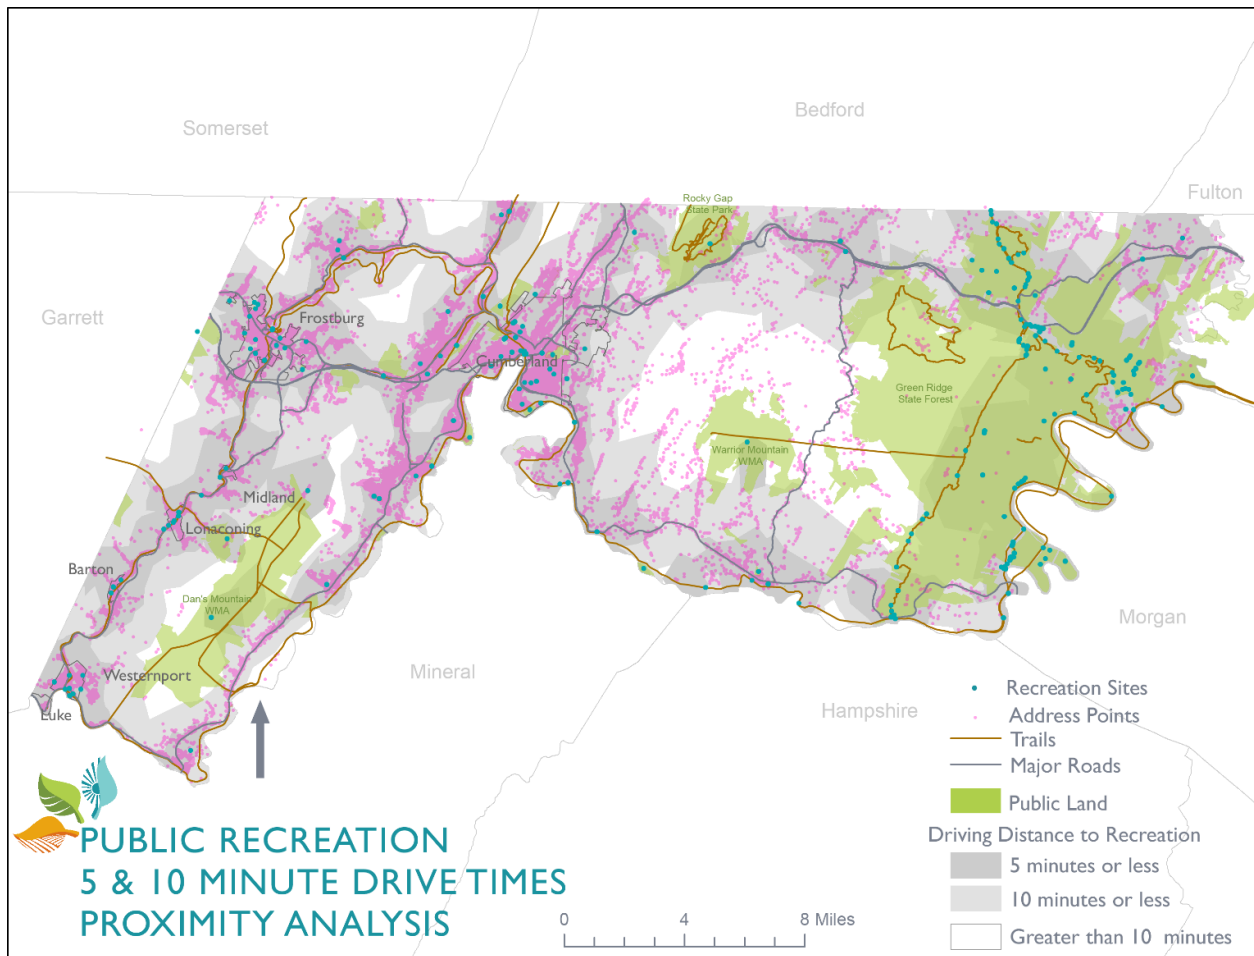 Bedford
Somerset
Fulton
Rocky Gap
State Park
Garrett
Frostburg
Cumberland
Green Ridge
State Forest
Warrior Mountain
WMA
Midland
Lonaconing
Barton
Dan's Mountain
WMA
Morgan
Mineral
Westernport
Hampshire
Luke
Recreation Sites
Address Points
Trails
Major Roads
Public Land
Driving Distance to Recreation
5 minutes or less
10 minutes or less
Greater than 10 minutes
PUBLIC RECREATION
5 & 10 MINUTE DRIVE TIMES
PROXIMITY ANALYSIS
0 4 8 Miles